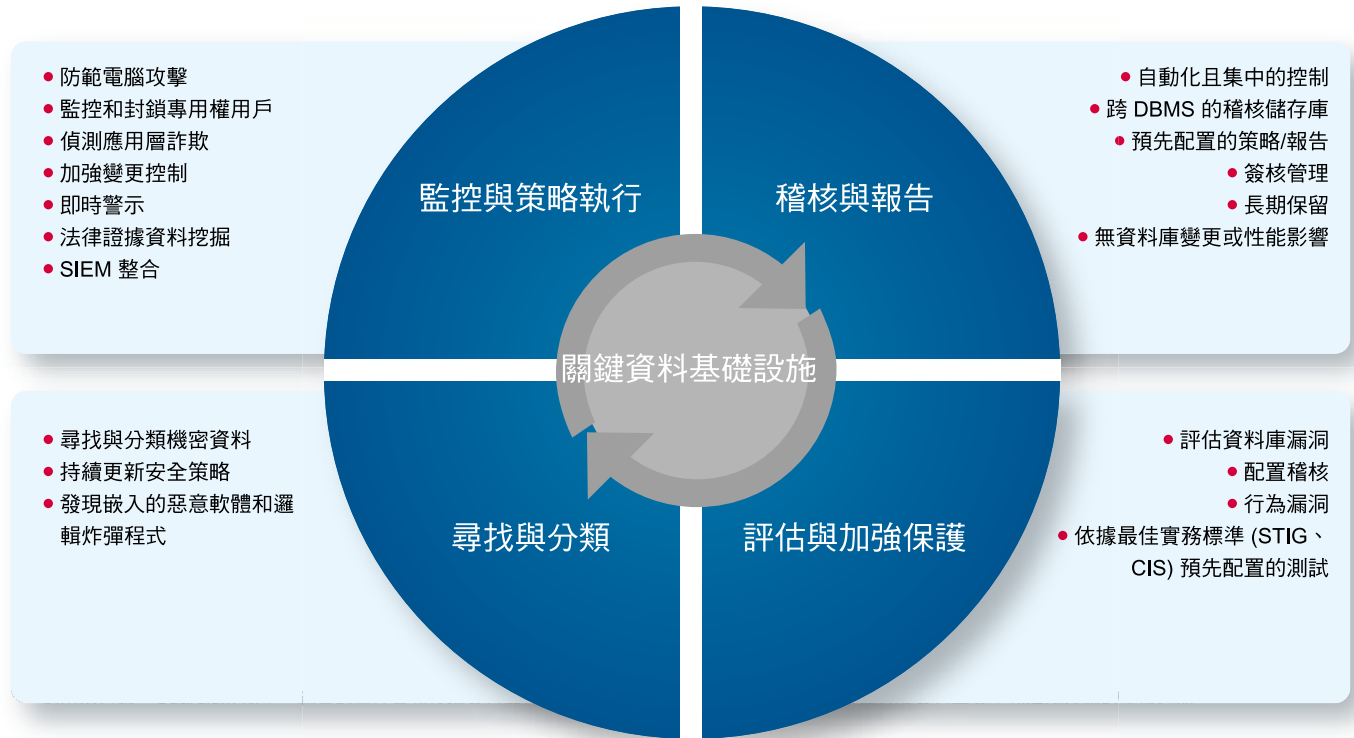 ● 防範電腦攻擊
● 監控和封鎖專用權用戶
● 偵測應用層詐欺
● 加強變更控制
● 即時警示
● 法律證據資料挖掘
● SIEM 整合
監控與策略執行
稽核與報告
● 自動化且集中的控制
● 跨 DBMS 的稽核儲存庫
● 預先配置的策略/報告
● 簽核管理
● 長期保留
● 無資料庫變更或性能影響
關鍵資料基礎設施
● 尋找與分類機密資料
● 持續更新安全策略
● 發現嵌入的惡意軟體和邏
輯炸彈程式
尋找與分類
評估與加強保護
● 評估資料庫漏洞
● 配置稽核
● 行為漏洞
● 依據最佳實務標準 (STIG、
CIS) 預先配置的測試